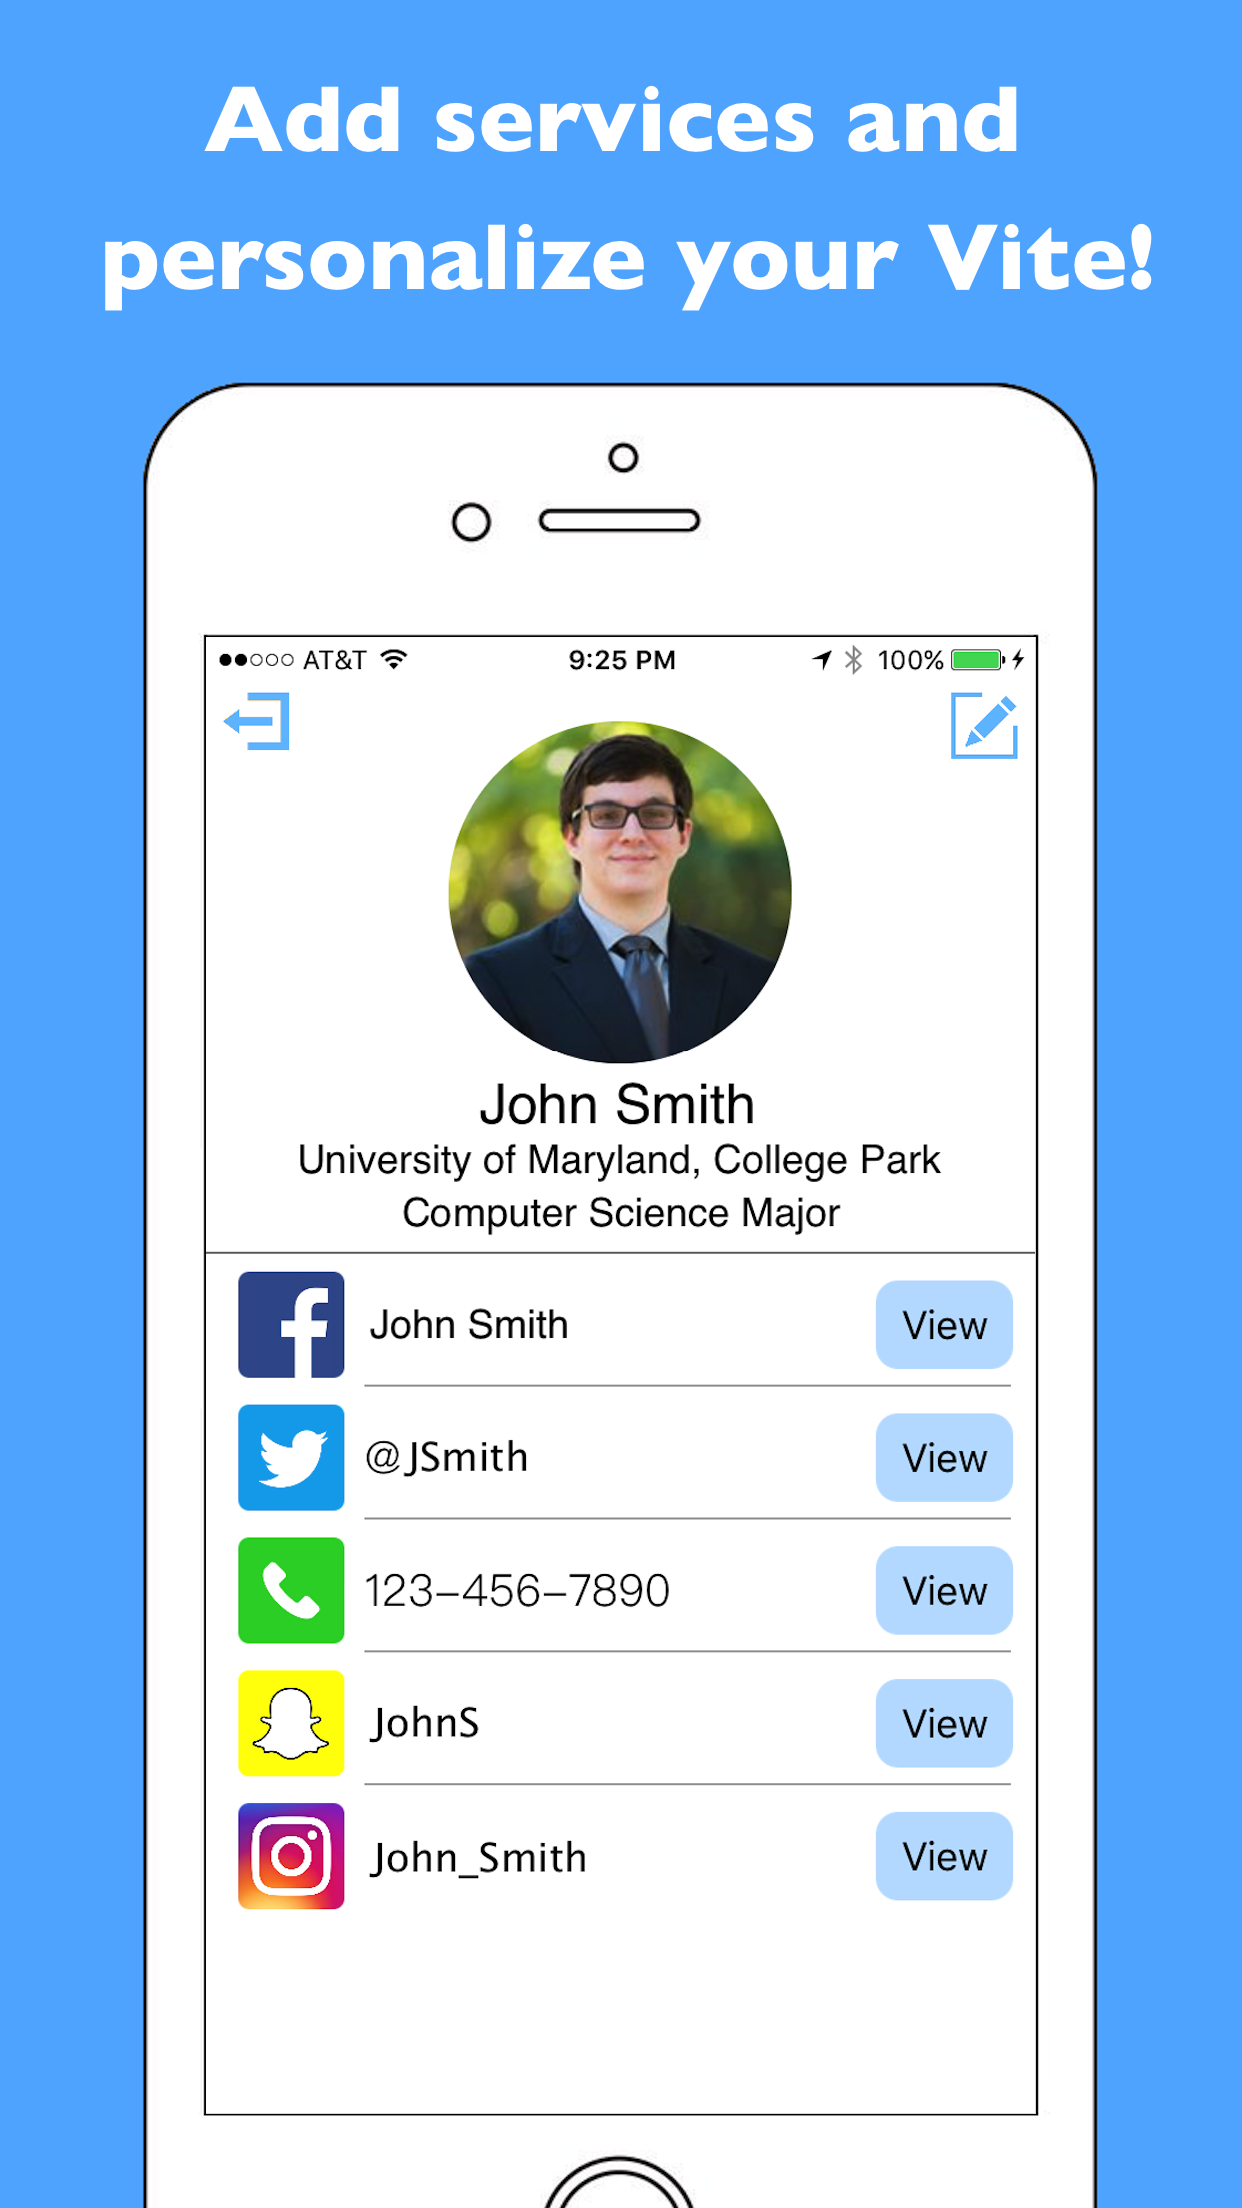 Add services and
personalize your Vite!
AT&T 9:25 PM 100%
John Smith
University of Maryland, College Park
Computer Science Major
John Smith View
@JSmith View
123-456-7890 View
JohnS View
John_Smith View